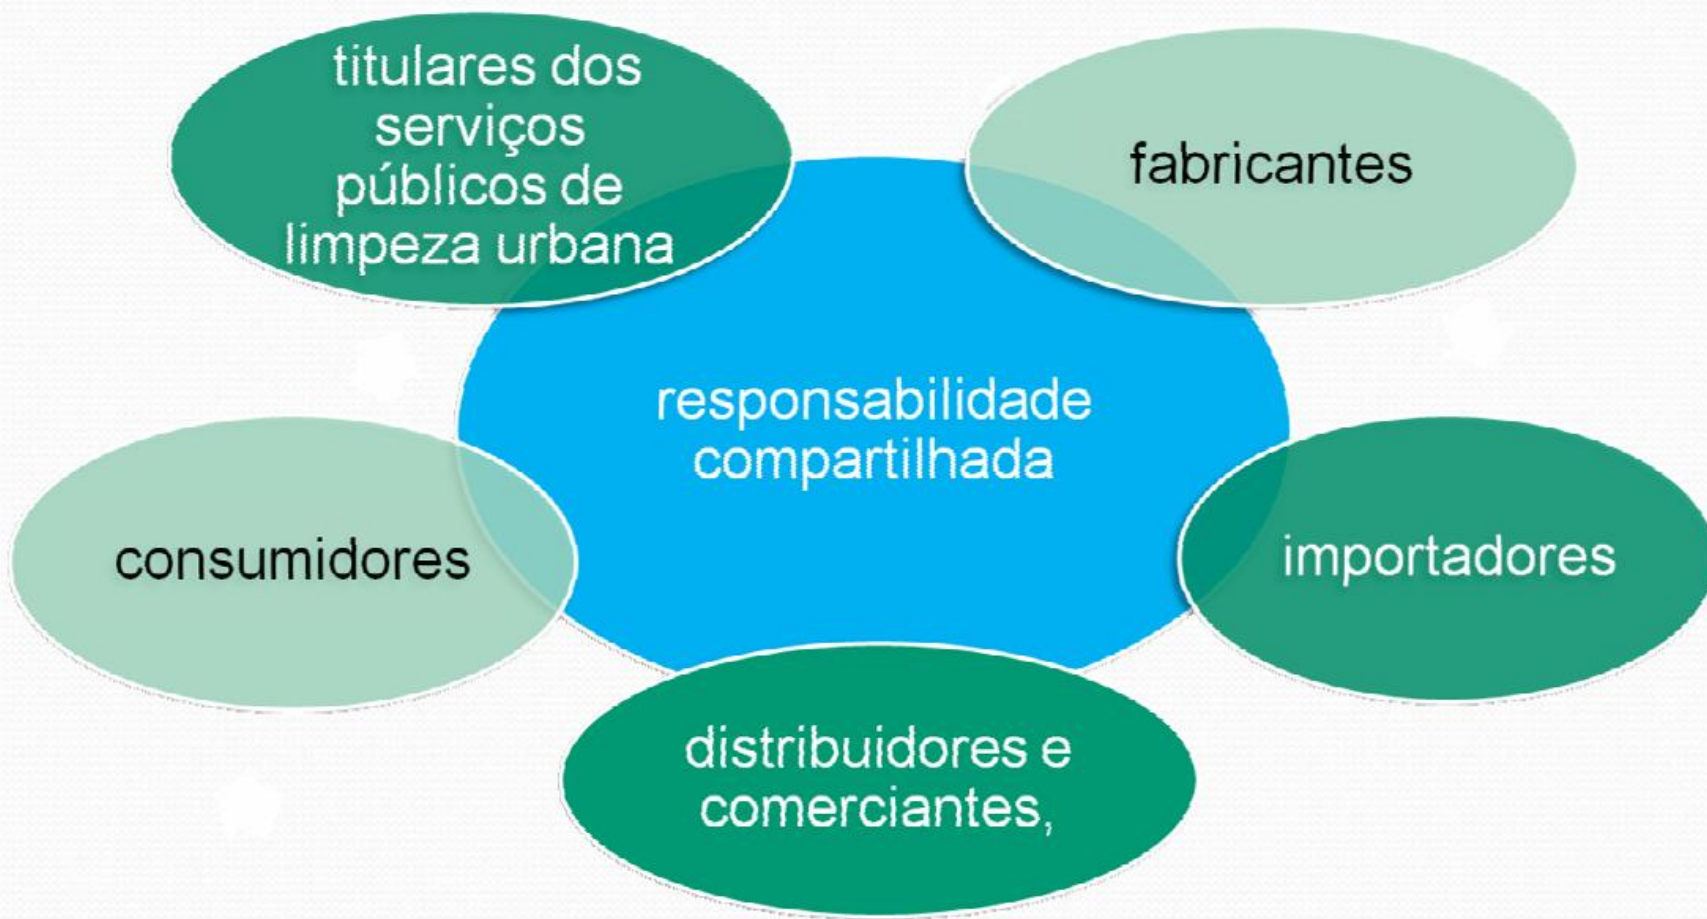 titulares dos
serviços
públicos de
limpeza urbana
fabricantes
responsabilidade
compartilhada
consumidores
importadores
distribuidores e
comerciantes,